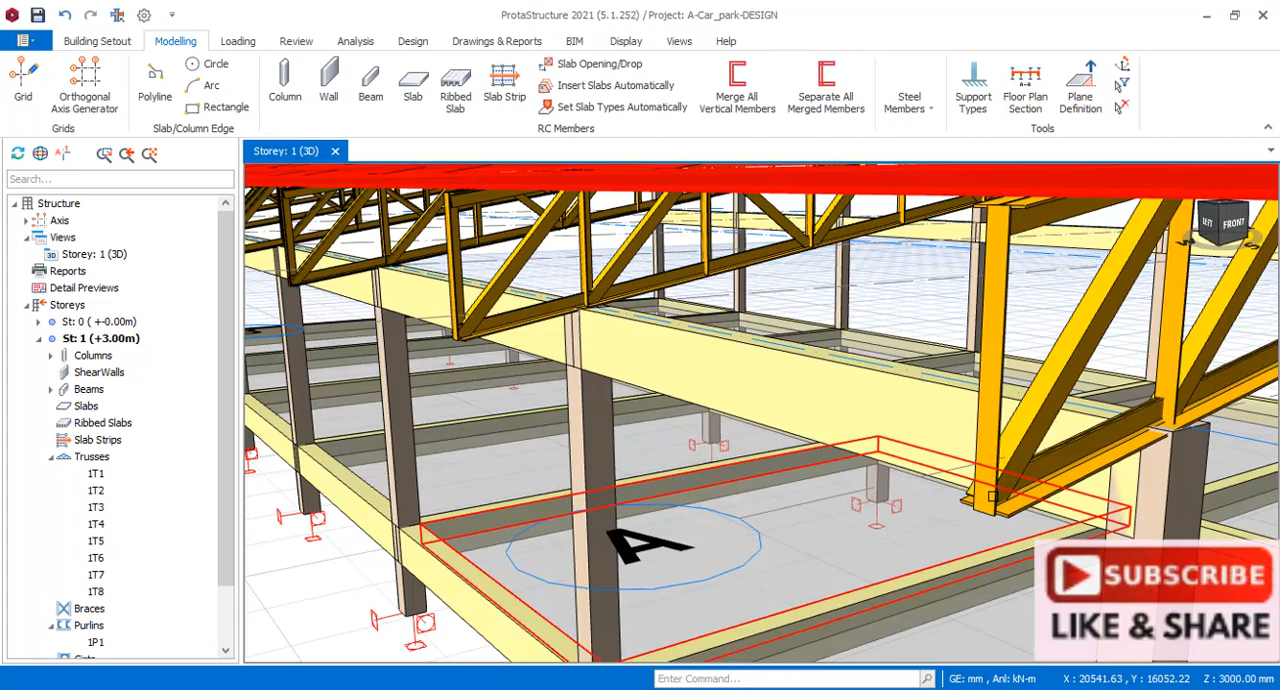 ProtaStructure 2021 (5.1.252) / Project: A-Car_park-DESIGN
Building Setout Modelling Loading Review Analysis Design Drawings & Reports BIM Display Views Help
Grid
Orthogonal
Axis Generator
Grids
Polyline
Circle
Arc
Rectangle
Slab/Column Edge
Column
Wall
Beam
Slab
Ribbed
Slab
Slab Strip
Slab Opening/Drop
Insert Slabs Automatically
Set Slab Types Automatically
RC Members
Merge All
Vertical Members
Separate All
Merged Members
Steel
Members
Support
Types
Floor Plan
Section
Plane
Definition
Tools
Storey: 1 (3D)
Search...
Structure
Axis
Views
3D Storey: 1 (3D)
Reports
Detail Previews
Storeys
St: 0 ( +-0.00m)
St: 1 (+3.00m)
Columns
ShearWalls
Beams
Slabs
Ribbed Slabs
Slab Strips
Trusses
1T1
1T2
1T3
1T4
1T5
1T6
1T7
1T8
Braces
Purlins
1P1
LEFT
FRONT
A
SUBSCRIBE
LIKE & SHARE
Enter Command...
GE: mm , Anl: kN-m
X : 20541.63 , Y : 16052.22
Z : 3000.00 mm